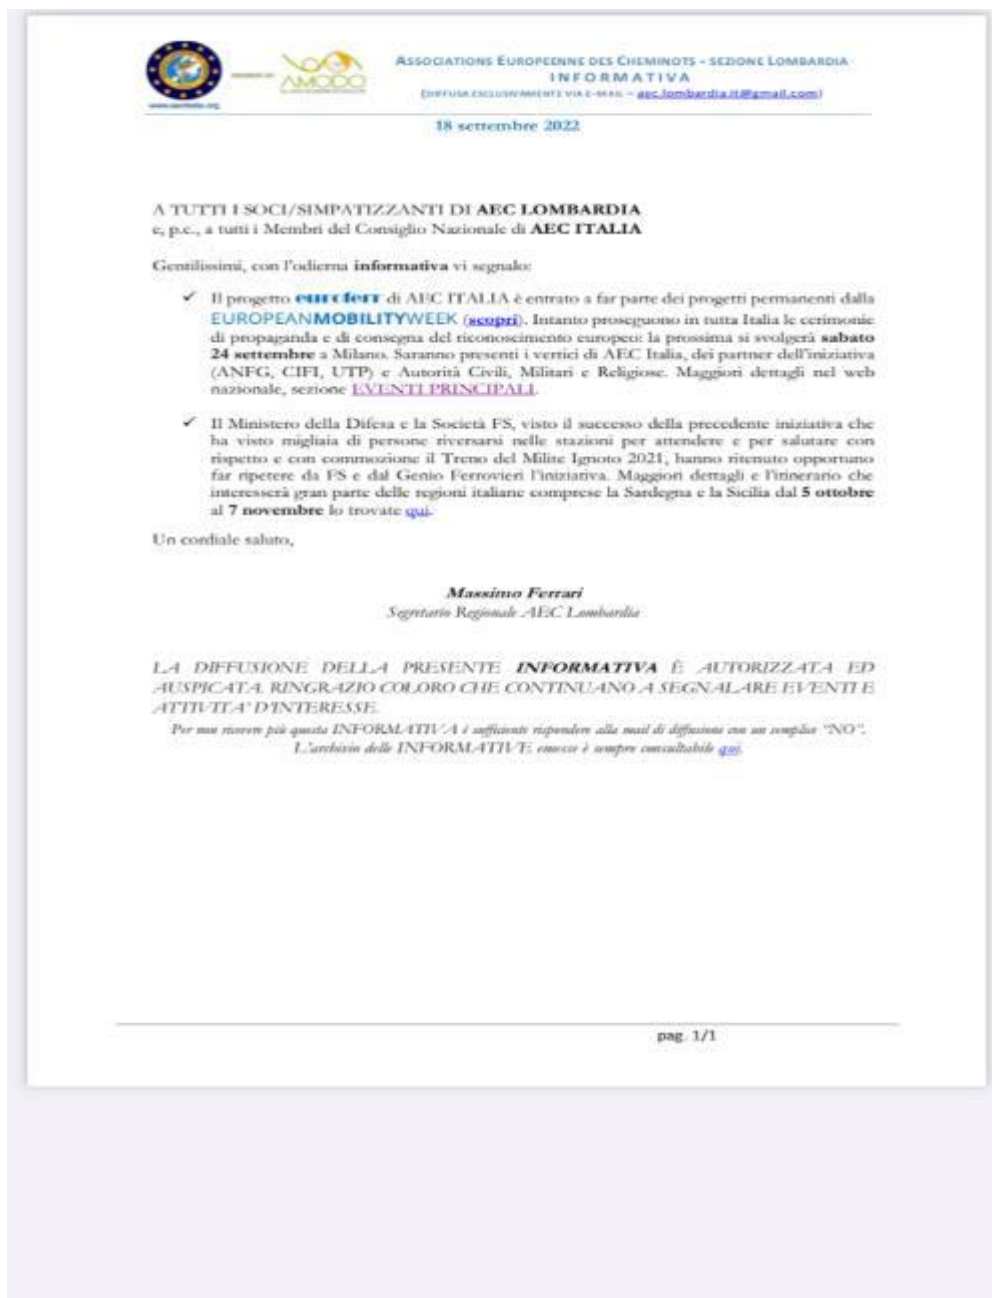 AMODO
ASSOCIATIONS EUROPEENNE DES CHEMINOTS - SEZIONE LOMBARDIA
INFORMATIVA
(DIFFUSA ESCLUSIVAMENTE VIA E-MAIL – aec.lombardia.it@gmail.com)
18 settembre 2022
A TUTTI I SOCI/SIMPATIZZANTI DI AEC LOMBARDIA
e, p.c., a tutti i Membri del Consiglio Nazionale di AEC ITALIA
Gentilissimi, con l'odierna informativa vi segnalo:
✓ Il progetto euroferr di AEC ITALIA è entrato a far parte dei progetti permanenti dalla
EUROPEANMOBILITYWEEK (scopri). Intanto proseguono in tutta Italia le cerimonie
di propaganda e di consegna del riconoscimento europeo: la prossima si svolgerà sabato
24 settembre a Milano. Saranno presenti i vertici di AEC Italia, dei partner dell'iniziativa
(ANFG, CIFI, UTP) e Autorità Civili, Militari e Religiose. Maggiori dettagli nel web
nazionale, sezione EVENTI PRINCIPALI.
✓ Il Ministero della Difesa e la Società FS, visto il successo della precedente iniziativa che
ha visto migliaia di persone riversarsi nelle stazioni per attendere e per salutare con
rispetto e con commozione il Treno del Milite Ignoto 2021, hanno ritenuto opportuno
far ripetere da FS e dal Genio Ferrovieri l'iniziativa. Maggiori dettagli e l'itinerario che
interesserà gran parte delle regioni italiane comprese la Sardegna e la Sicilia dal 5 ottobre
al 7 novembre lo trovate qui.
Un cordiale saluto,
Massimo Ferrari
Segretario Regionale AEC Lombardia
LA DIFFUSIONE DELLA PRESENTE INFORMATIVA È AUTORIZZATA ED
AUSPICATA. RINGRAZIO COLORO CHE CONTINUANO A SEGNALARE EVENTI E
ATTIVITA' D'INTERESSE.
Per non ricevere più questa INFORMATIVA è sufficiente rispondere alla mail di diffusione con un semplice "NO".
L'archivio delle INFORMATIVE emesse è sempre consultabile qui.
pag. 1/1